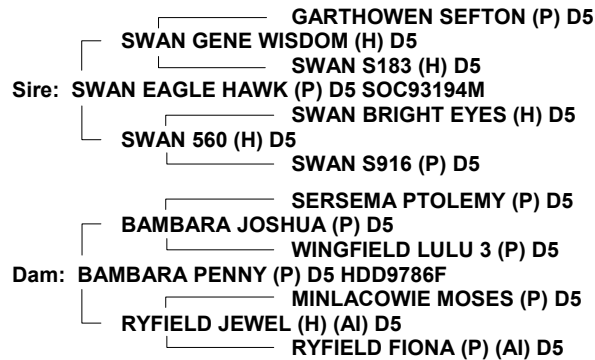 GARTHOWEN SEFTON (P) D5
SWAN GENE WISDOM (H) D5
SWAN S183 (H) D5
Sire: SWAN EAGLE HAWK (P) D5 SOC93194M
SWAN BRIGHT EYES (H) D5
SWAN 560 (H) D5
SWAN S916 (P) D5
SERSEMA PTOLEMY (P) D5
BAMBARA JOSHUA (P) D5
WINGFIELD LULU 3 (P) D5
Dam: BAMBARA PENNY (P) D5 HDD9786F
MINLACOWIE MOSES (P) D5
RYFIELD JEWEL (H) (AI) D5
RYFIELD FIONA (P) (AI) D5